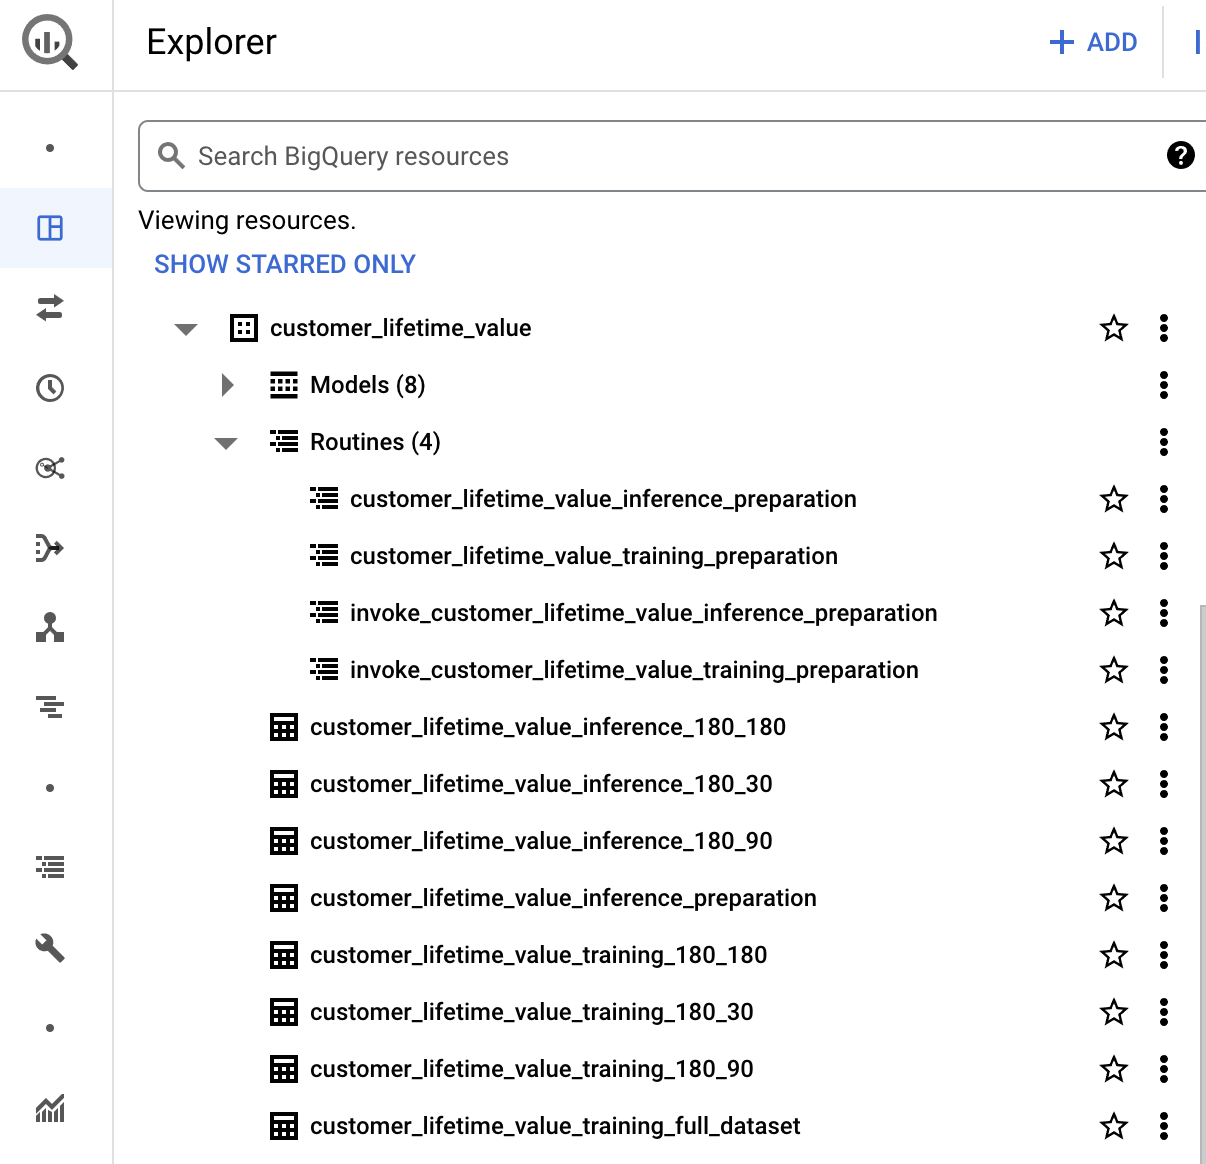 Explorer
+ ADD
Search BigQuery resources
?
Viewing resources.
SHOW STARRED ONLY
customer_lifetime_value
Models (8)
Routines (4)
customer_lifetime_value_inference_preparation
customer_lifetime_value_training_preparation
invoke_customer_lifetime_value_inference_preparation
invoke_customer_lifetime_value_training_preparation
customer_lifetime_value_inference_180_180
customer_lifetime_value_inference_180_30
customer_lifetime_value_inference_180_90
customer_lifetime_value_inference_preparation
customer_lifetime_value_training_180_180
customer_lifetime_value_training_180_30
customer_lifetime_value_training_180_90
customer_lifetime_value_training_full_dataset